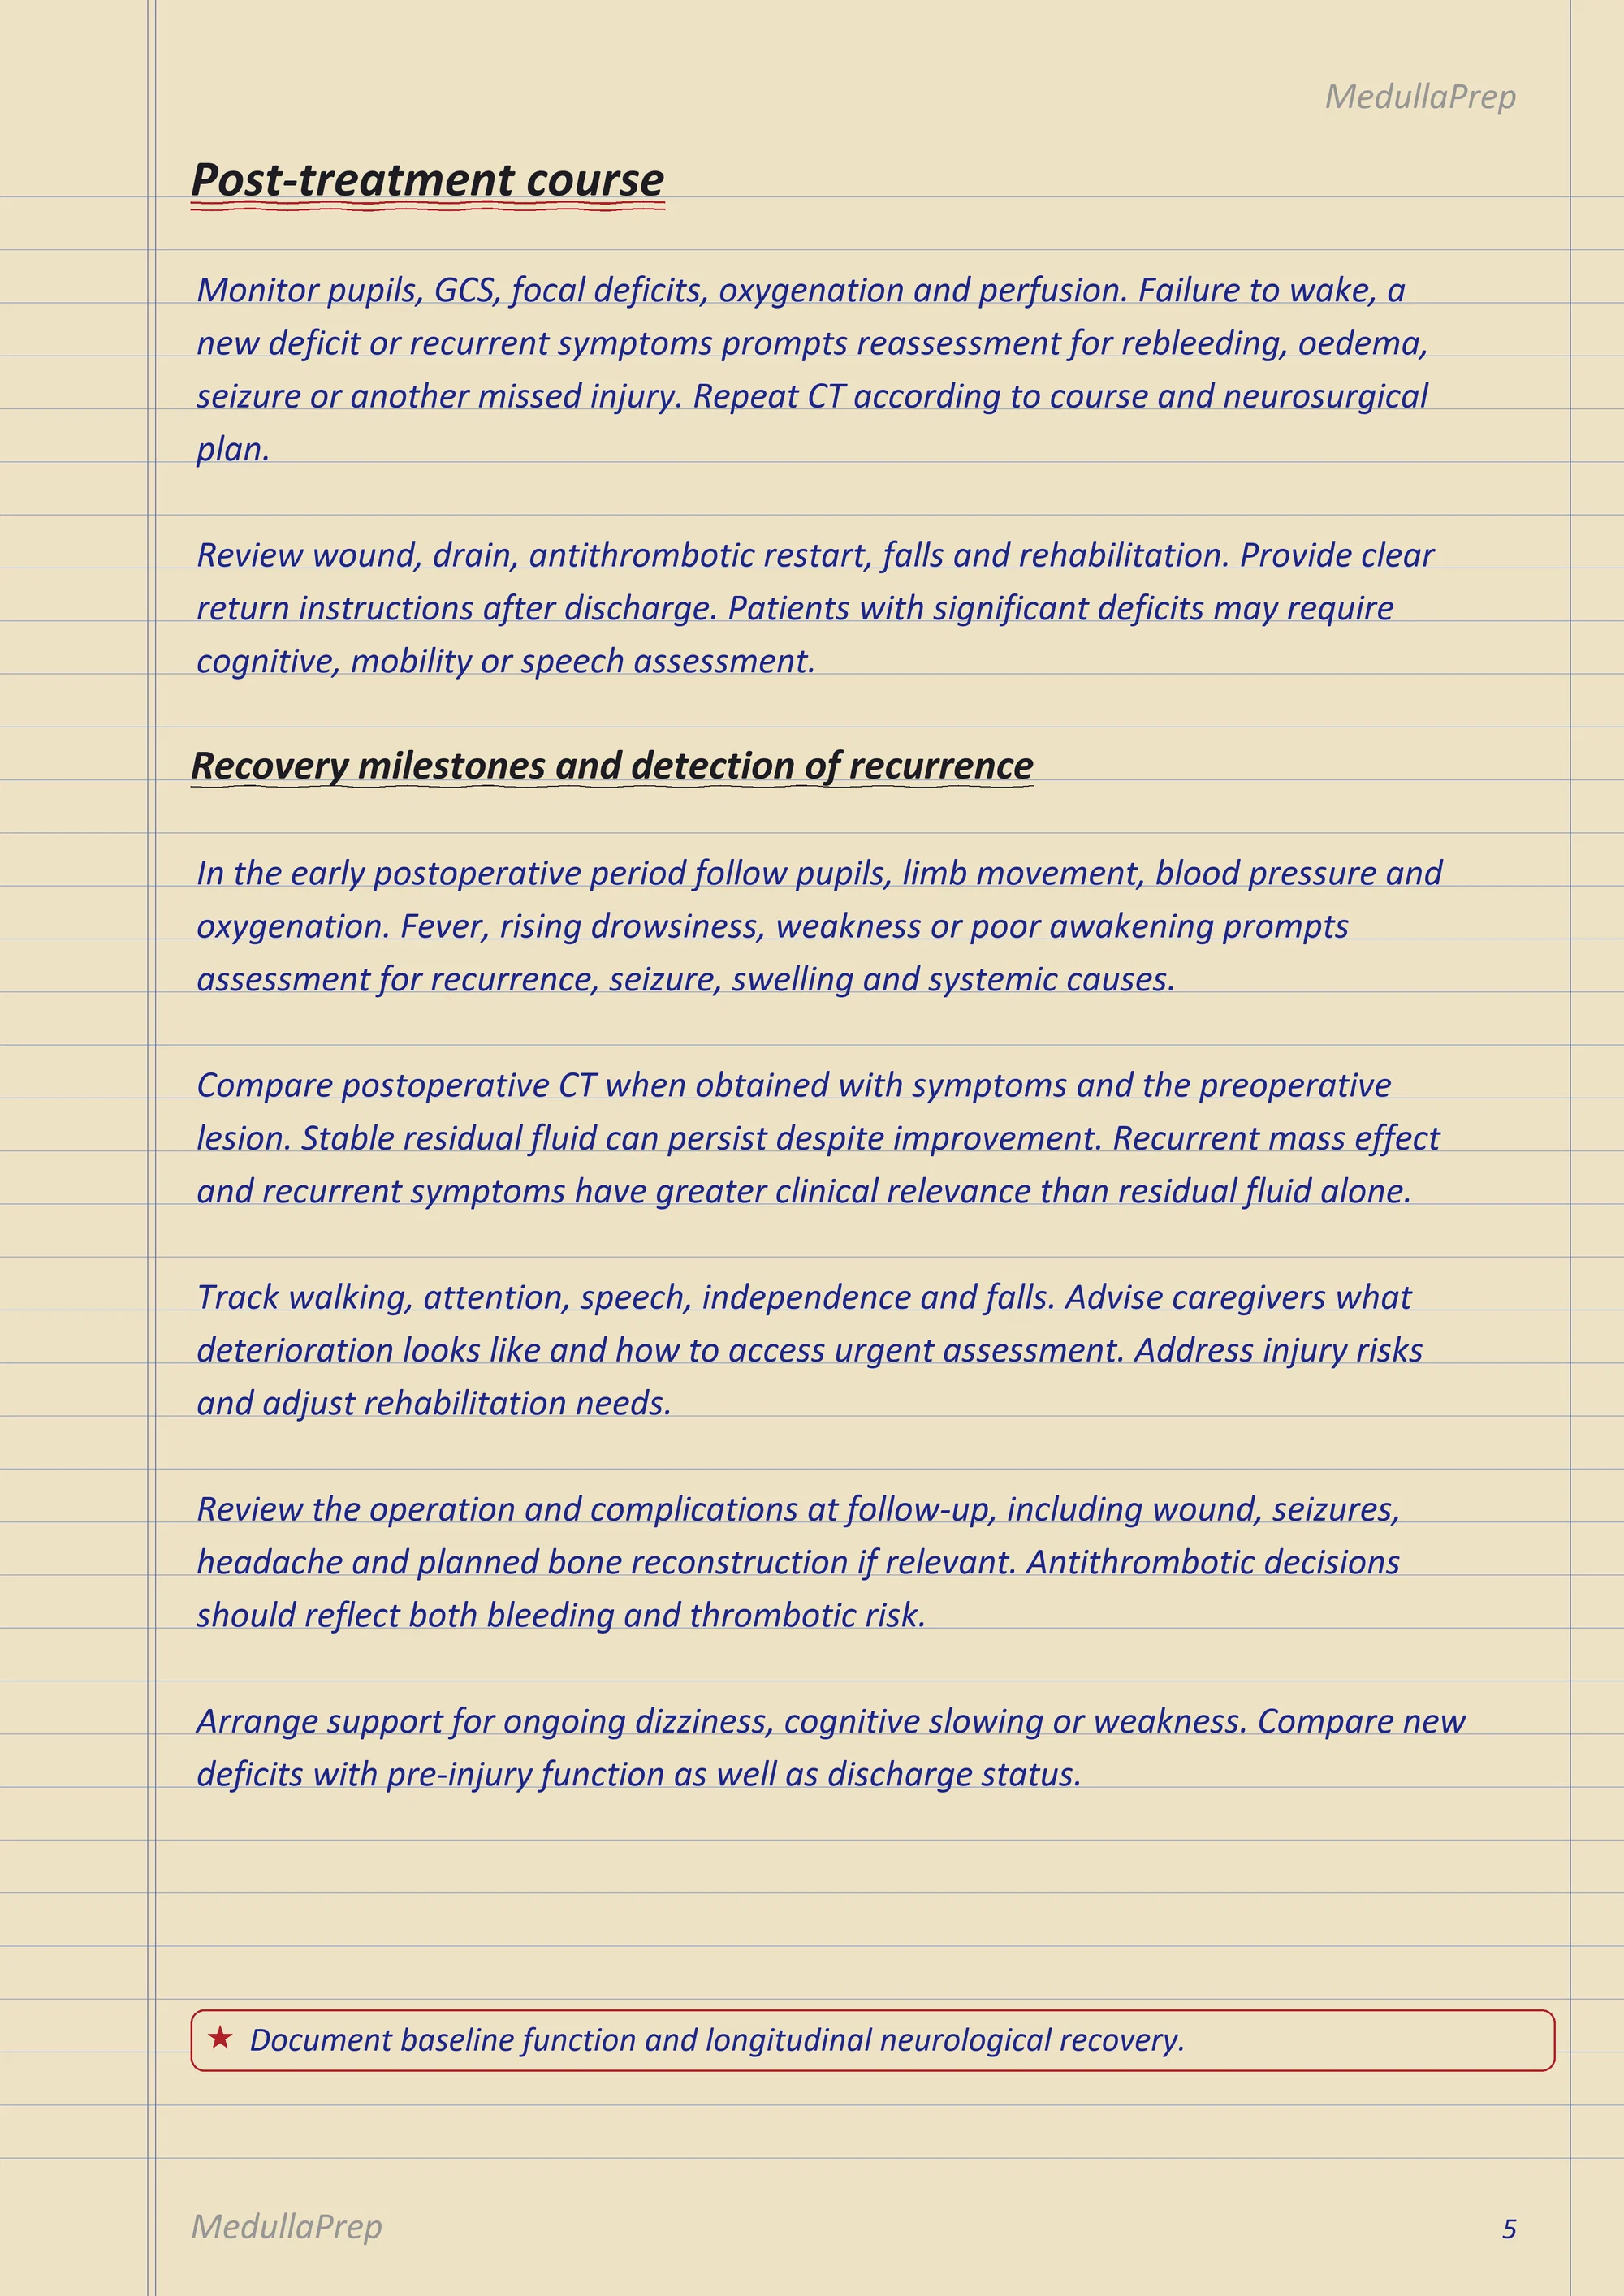 MedullaPrep
Post-treatment course
Monitor pupils, GCS, focal deficits, oxygenation and perfusion. Failure to wake, a
new deficit or recurrent symptoms prompts reassessment for rebleeding, oedema,
seizure or another missed injury. Repeat CT according to course and neurosurgical
plan.
Review wound, drain, antithrombotic restart, falls and rehabilitation. Provide clear
return instructions after discharge. Patients with significant deficits may require
cognitive, mobility or speech assessment.
Recovery milestones and detection of recurrence
In the early postoperative period follow pupils, limb movement, blood pressure and
oxygenation. Fever, rising drowsiness, weakness or poor awakening prompts
assessment for recurrence, seizure, swelling and systemic causes.
Compare postoperative CT when obtained with symptoms and the preoperative
lesion. Stable residual fluid can persist despite improvement. Recurrent mass effect
and recurrent symptoms have greater clinical relevance than residual fluid alone.
Track walking, attention, speech, independence and falls. Advise caregivers what
deterioration looks like and how to access urgent assessment. Address injury risks
and adjust rehabilitation needs.
Review the operation and complications at follow-up, including wound, seizures,
headache and planned bone reconstruction if relevant. Antithrombotic decisions
should reflect both bleeding and thrombotic risk.
Arrange support for ongoing dizziness, cognitive slowing or weakness. Compare new
deficits with pre-injury function as well as discharge status.
★ Document baseline function and longitudinal neurological recovery.
MedullaPrep
5